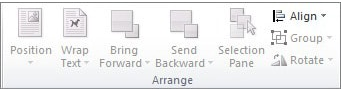 Position Wrap Text Bring Forward Send Backward Selection Pane
Align
Group
Rotate
Arrange